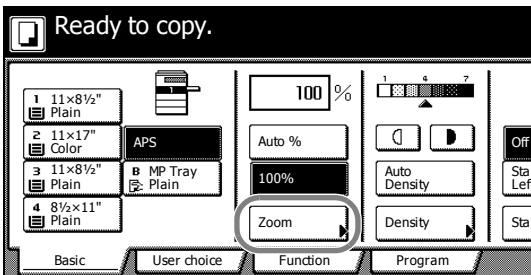 Ready to copy.
1 11×8½"
Plain
2 11×17"
Color
3 11×8½"
Plain
4 8½×11"
Plain
1
APS
B MP Tray
Plain
100 %
Auto %
100%
Zoom
1 4 7
Auto
Density
Density
Off
Sta
Lef
Sta
Basic
User choice
Function
Program